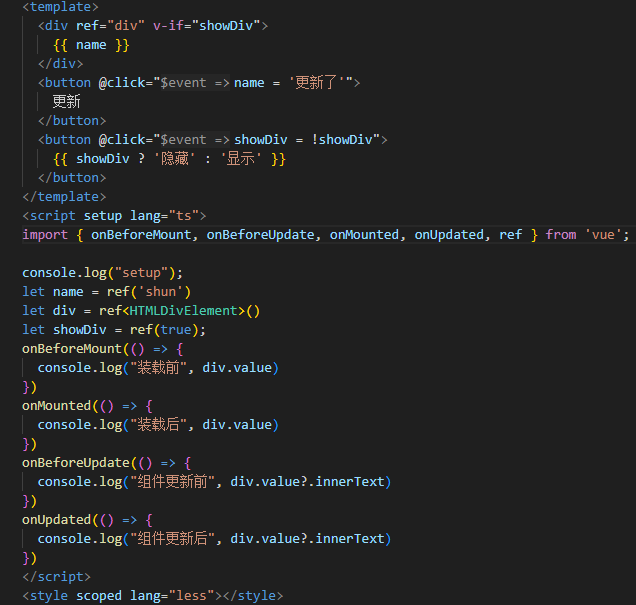 <template>
  <div ref="div" v-if="showDiv">
    {{ name }}
  </div>
  <button @click="$event => name = '更新了'">
    更新
  </button>
  <button @click="$event => showDiv = !showDiv">
    {{ showDiv ? '隐藏' : '显示' }}
  </button>
</template>
<script setup lang="ts">
import { onBeforeMount, onBeforeUpdate, onMounted, onUpdated, ref } from 'vue';

console.log("setup");
let name = ref('shun')
let div = ref<HTMLDivElement>()
let showDiv = ref(true);
onBeforeMount(() => {
  console.log("装载前", div.value)
})
onMounted(() => {
  console.log("装载后", div.value)
})
onBeforeUpdate(() => {
  console.log("组件更新前", div.value?.innerText)
})
onUpdated(() => {
  console.log("组件更新后", div.value?.innerText)
})
</script>
<style scoped lang="less"></style>